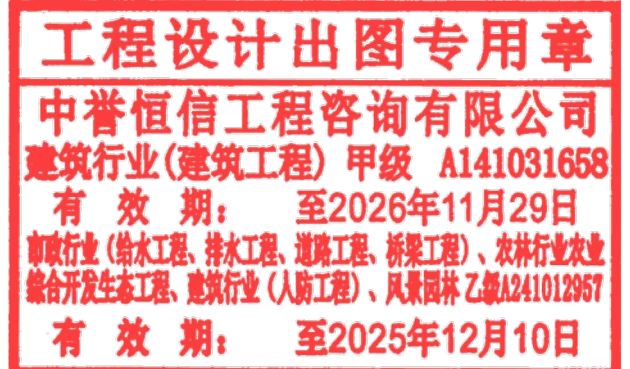 工程设计出图专用章
中誉恒信工程咨询有限公司
建筑行业(建筑工程) 甲级 A141031658
有 效 期: 至2026年11月29日
市政行业(给水工程、排水工程、道路工程、桥梁工程)、农林行业农业
综合开发生态工程、建筑行业(人防工程)、风景园林 乙级A241012957
有 效 期: 至2025年12月10日